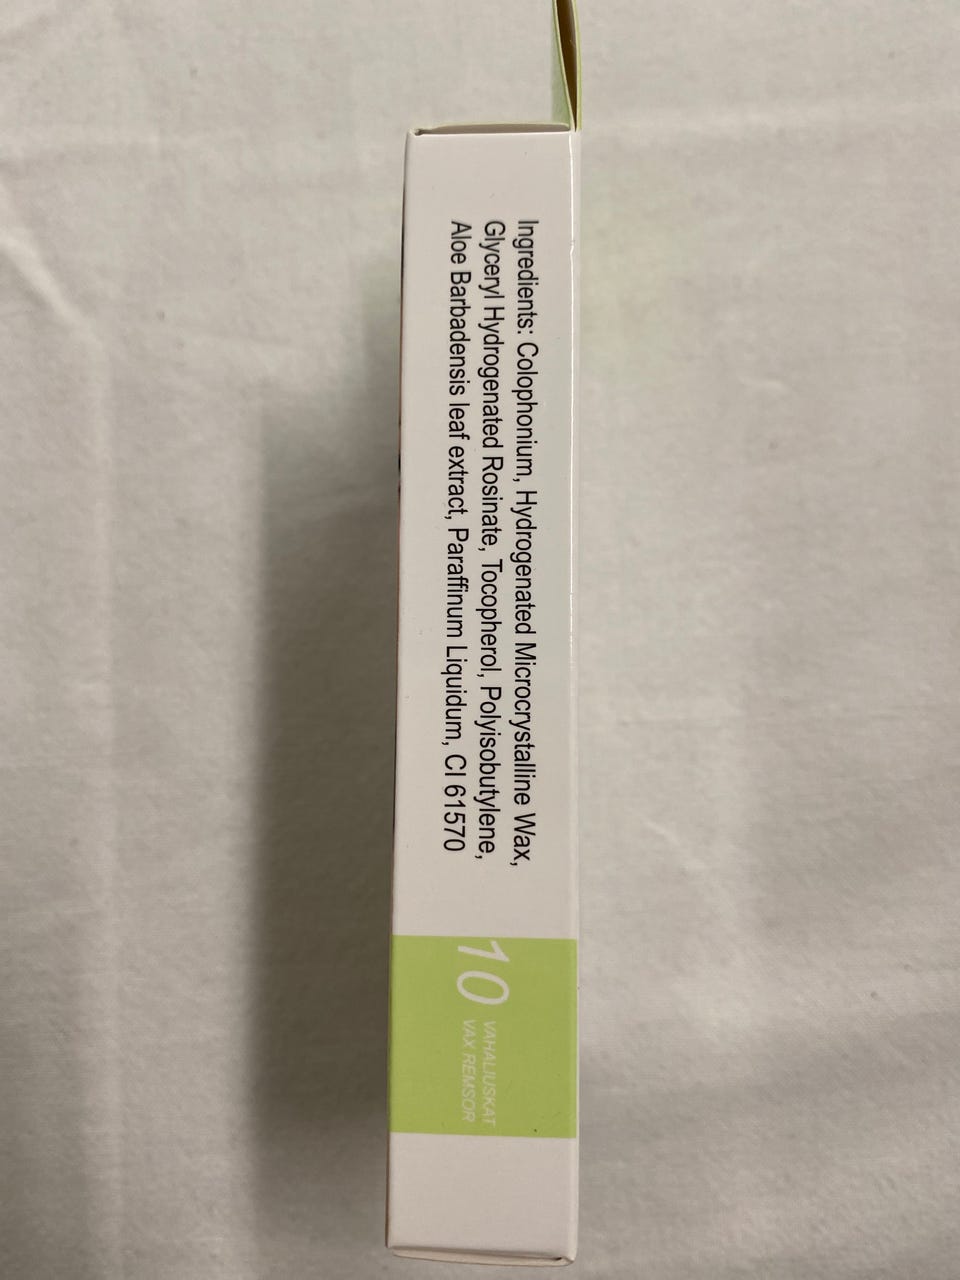 Ingredients: Colophonium, Hydrogenated Microcrystalline Wax,
Glyceryl Hydrogenated Rosinate, Tocopherol, Polyisobutylene,
Aloe Barbadensis leaf extract, Paraffinum Liquidum, CI 61570
10
VAHALIUSKAT
VAX REMSOR